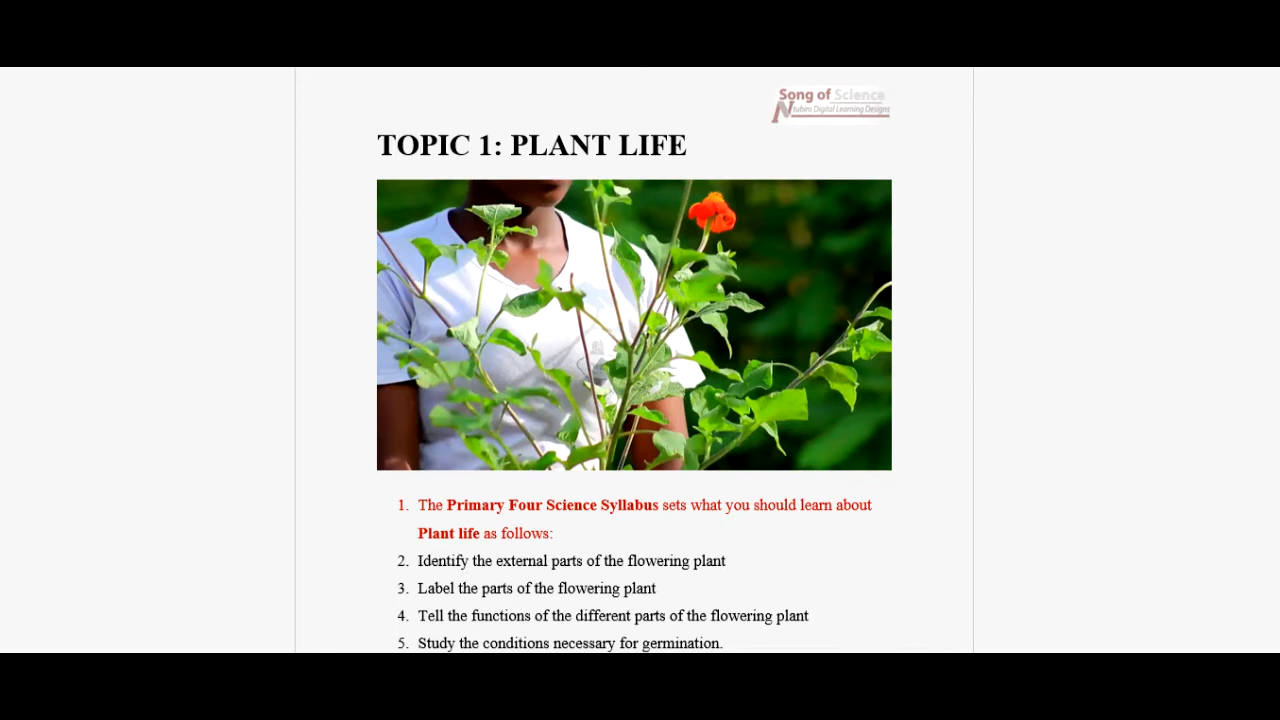 Song of Science
Ntubiro Digital Learning Designs
TOPIC 1: PLANT LIFE
1. The Primary Four Science Syllabus sets what you should learn about
Plant life as follows:
2. Identify the external parts of the flowering plant
3. Label the parts of the flowering plant
4. Tell the functions of the different parts of the flowering plant
5. Study the conditions necessary for germination.